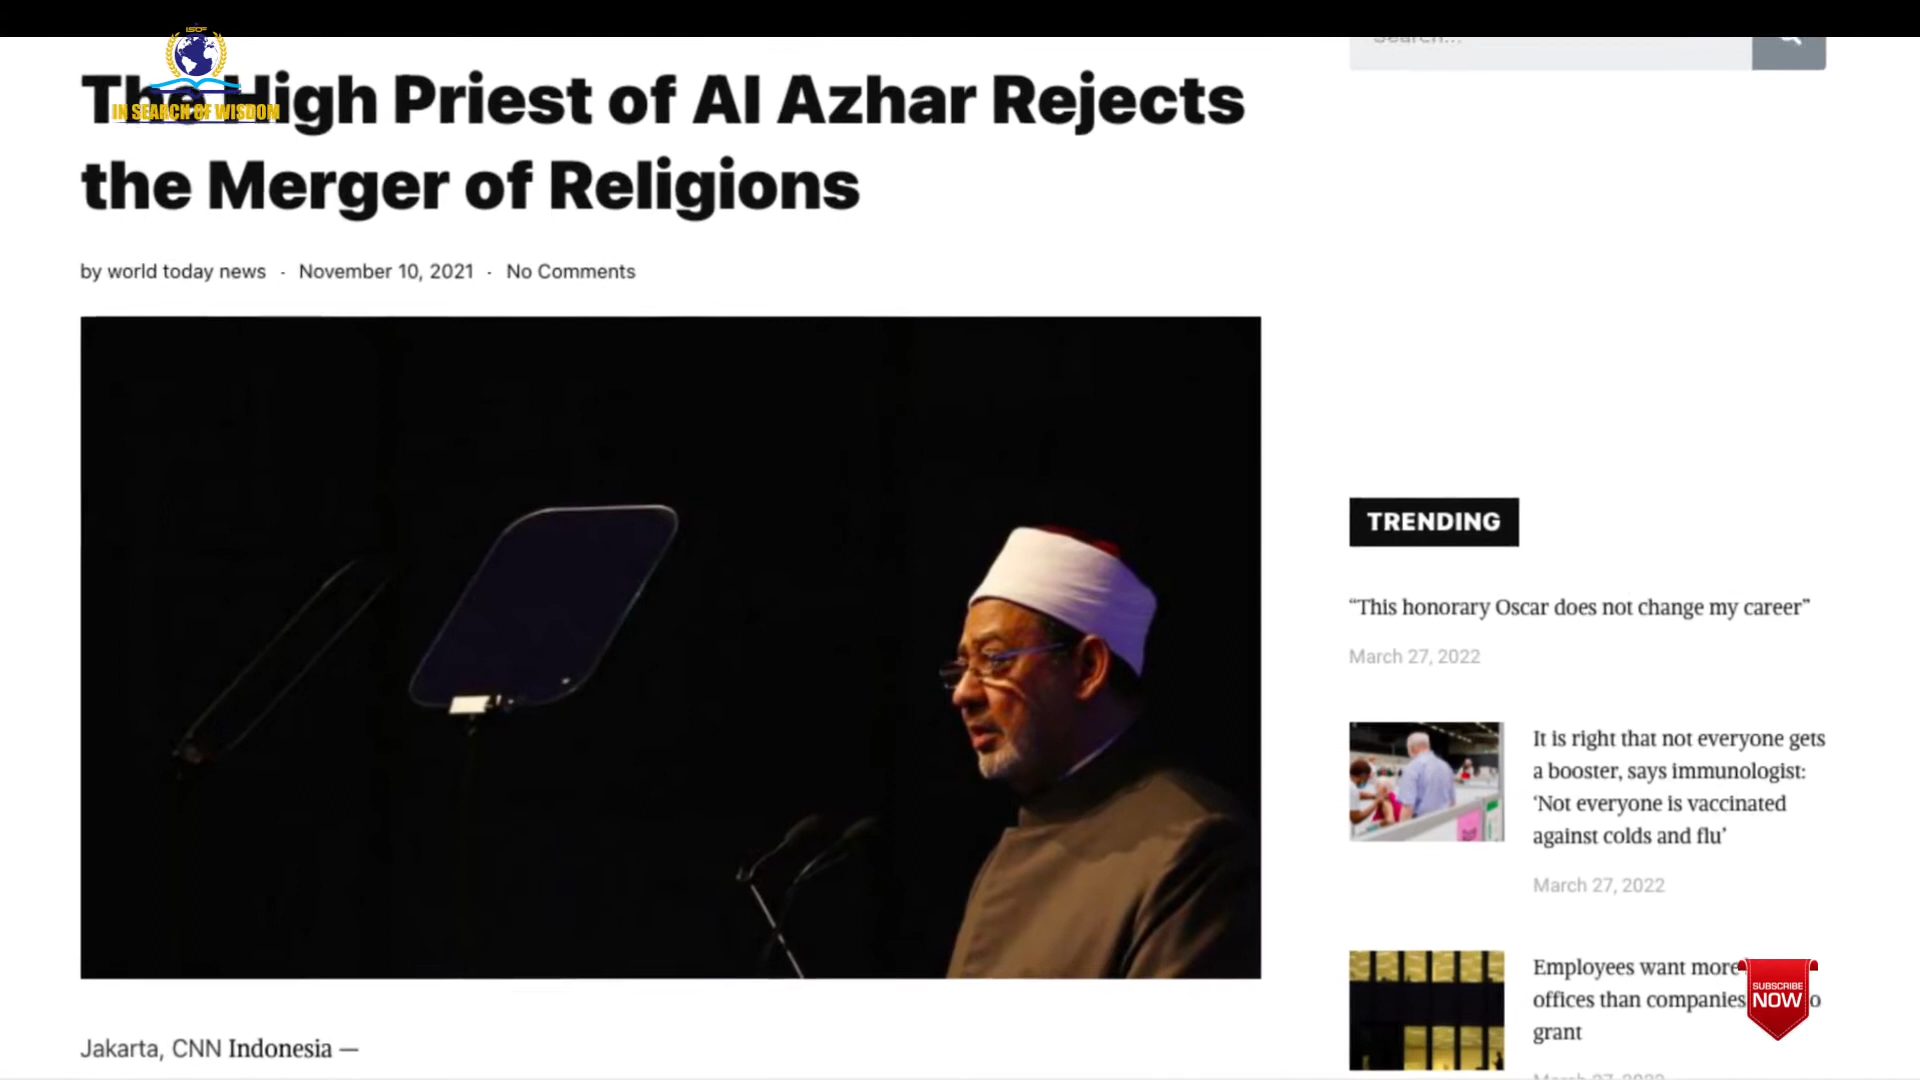 ISOF
IN SEARCH OF WISDOM
Search...
The High Priest of Al Azhar Rejects
the Merger of Religions
by world today news - November 10, 2021 - No Comments
TRENDING
“This honorary Oscar does not change my career”
March 27, 2022
It is right that not everyone gets
a booster, says immunologist:
‘Not everyone is vaccinated
against colds and flu’
March 27, 2022
Employees want more
offices than companies
grant
March 27, 2022
SUBSCRIBE
NOW
Jakarta, CNN Indonesia —